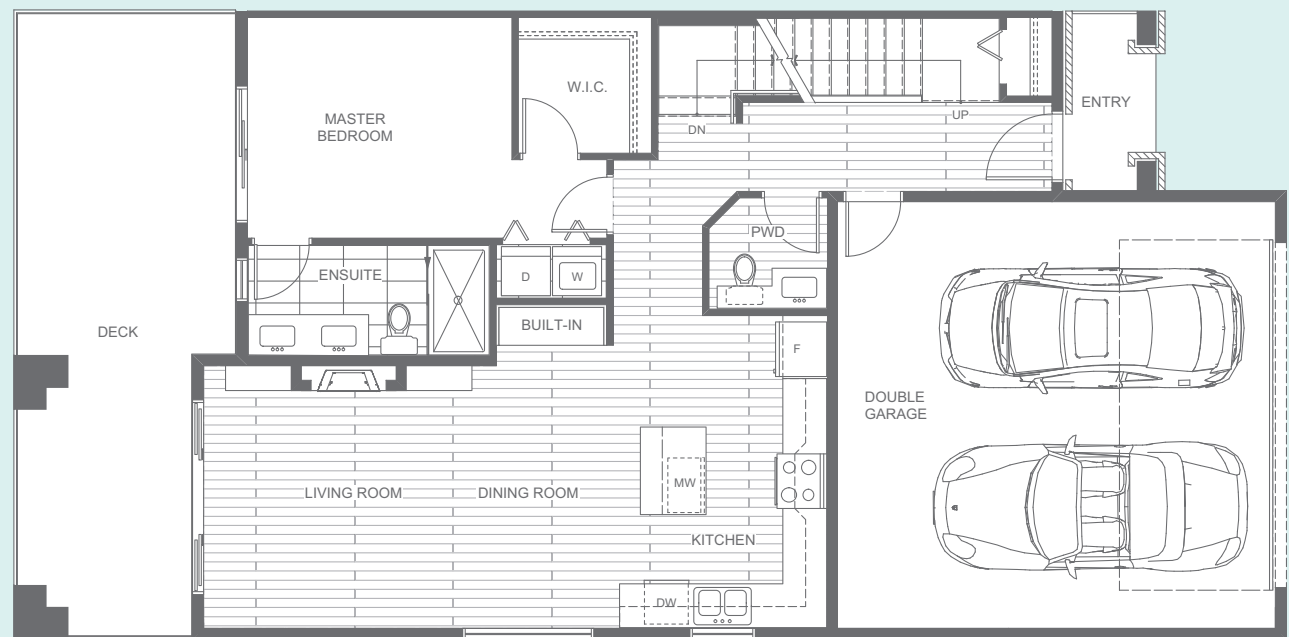 W.I.C.
MASTER
BEDROOM
DN
UP
ENTRY
PWD
ENSUITE
D
W
DECK
BUILT-IN
F
DOUBLE
GARAGE
LIVING ROOM
DINING ROOM
MW
KITCHEN
DW